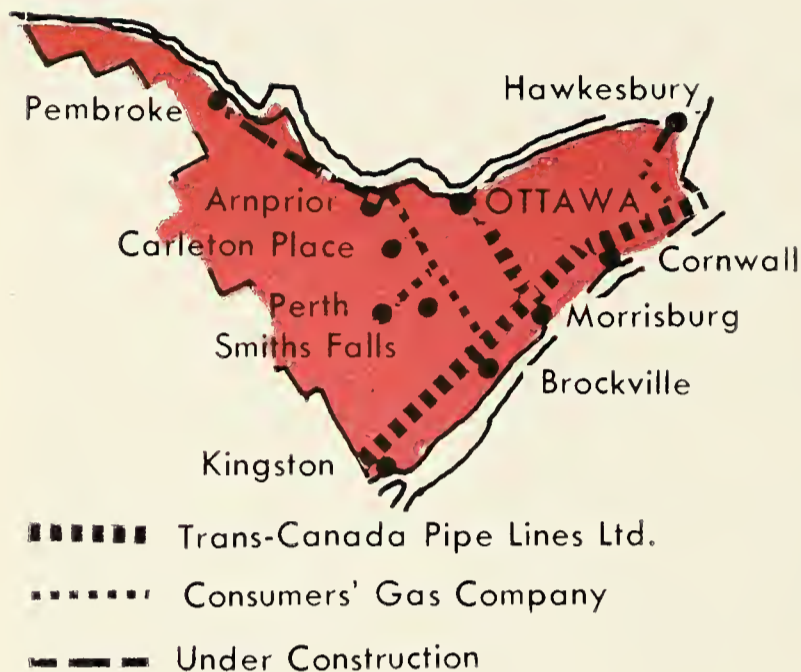 Hawkesbury
Pembroke
Arnprior
OTTAWA
Carleton Place
Cornwall
Perth
Morrisburg
Smiths Falls
Brockville
Kingston
Trans-Canada Pipe Lines Ltd.
Consumers' Gas Company
Under Construction